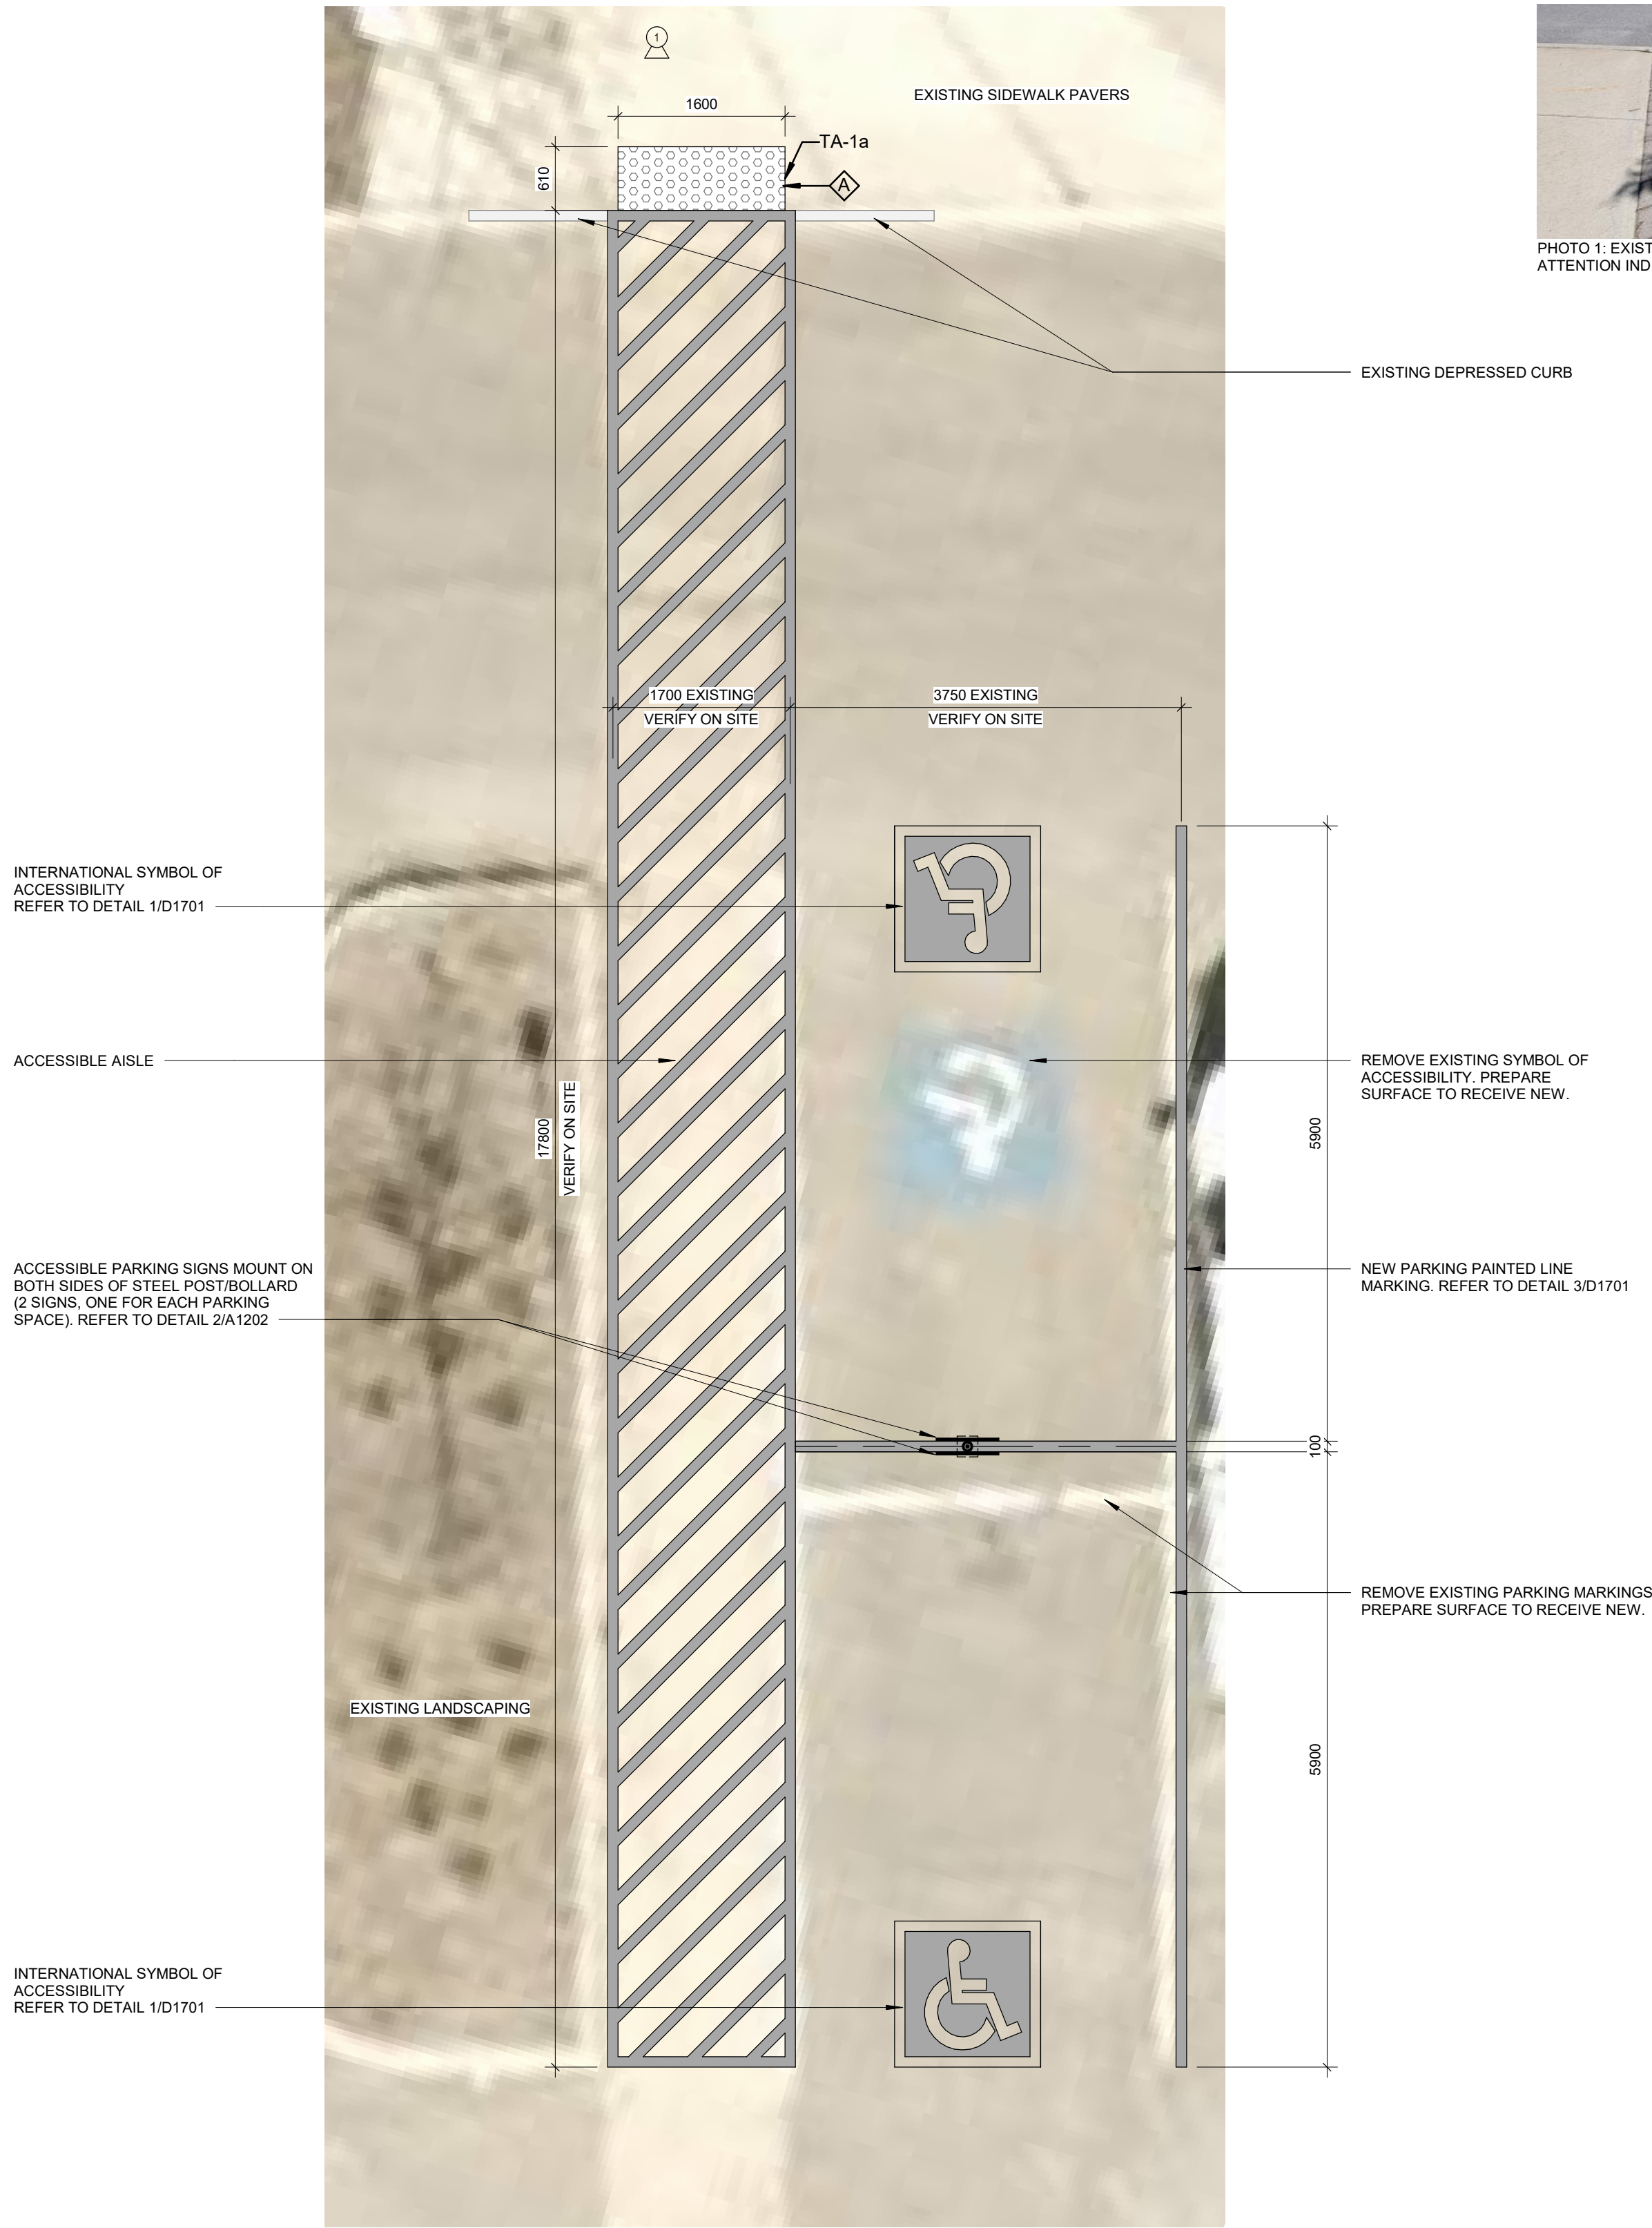 1
EXISTING SIDEWALK PAVERS
1600
TA-1a
610
A
PHOTO 1: EXIST
ATTENTION IND
EXISTING DEPRESSED CURB
1700 EXISTING
VERIFY ON SITE
3750 EXISTING
VERIFY ON SITE
INTERNATIONAL SYMBOL OF
ACCESSIBILITY
REFER TO DETAIL 1/D1701
ACCESSIBLE AISLE
17800
VERIFY ON SITE
REMOVE EXISTING SYMBOL OF
ACCESSIBILITY. PREPARE
SURFACE TO RECEIVE NEW.
5900
ACCESSIBLE PARKING SIGNS MOUNT ON
BOTH SIDES OF STEEL POST/BOLLARD
(2 SIGNS, ONE FOR EACH PARKING
SPACE). REFER TO DETAIL 2/A1202
NEW PARKING PAINTED LINE
MARKING. REFER TO DETAIL 3/D1701
100
REMOVE EXISTING PARKING MARKINGS
PREPARE SURFACE TO RECEIVE NEW.
EXISTING LANDSCAPING
5900
INTERNATIONAL SYMBOL OF
ACCESSIBILITY
REFER TO DETAIL 1/D1701